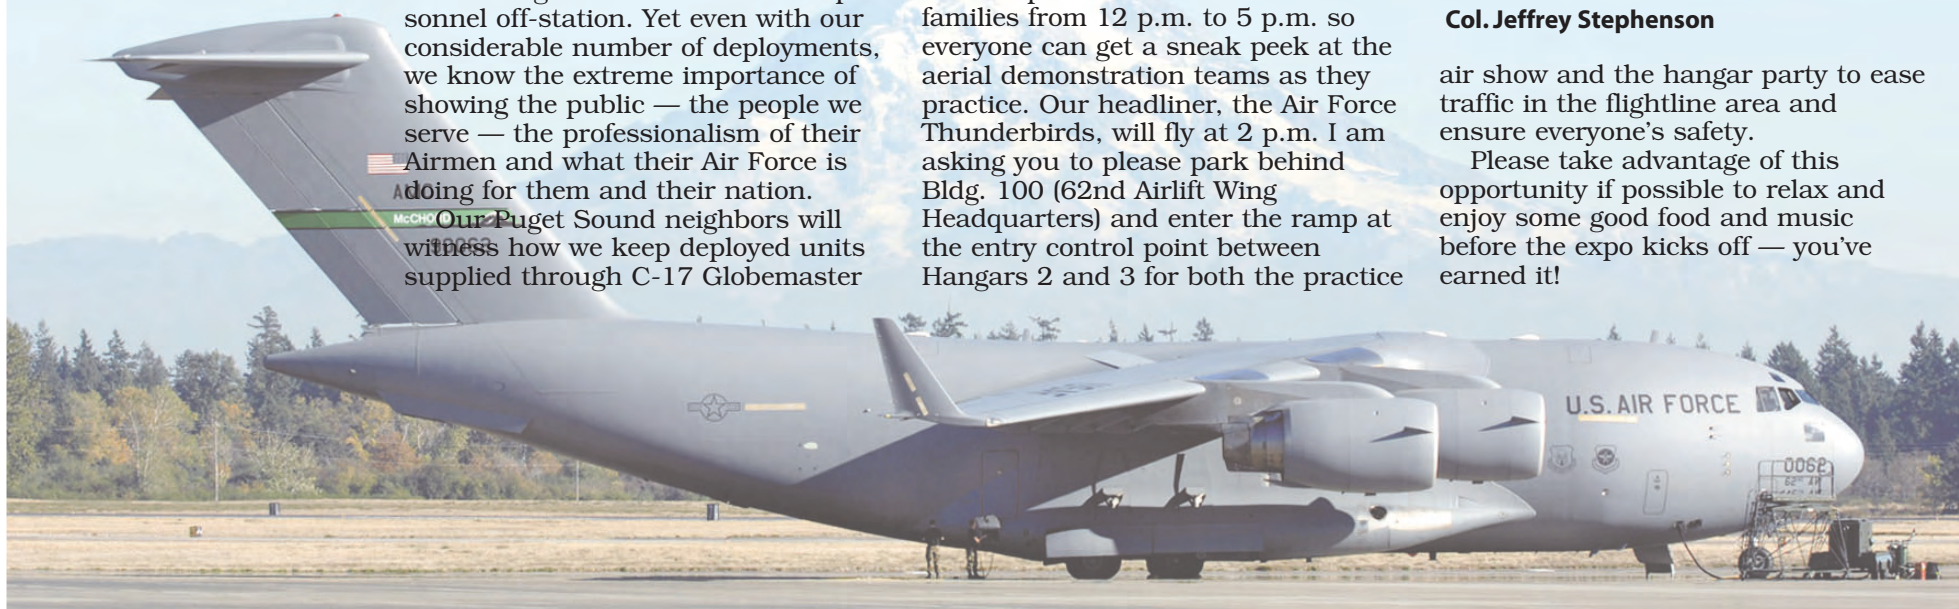 sonnel off-station. Yet even with our
considerable number of deployments,
we know the extreme importance of
showing the public — the people we
serve — the professionalism of their
Airmen and what their Air Force is
doing for them and their nation.
Our Puget Sound neighbors will
witness how we keep deployed units
supplied through C-17 Globemaster
families from 12 p.m. to 5 p.m. so
everyone can get a sneak peek at the
aerial demonstration teams as they
practice. Our headliner, the Air Force
Thunderbirds, will fly at 2 p.m. I am
asking you to please park behind
Bldg. 100 (62nd Airlift Wing
Headquarters) and enter the ramp at
the entry control point between
Hangars 2 and 3 for both the practice
Col. Jeffrey Stephenson
air show and the hangar party to ease
traffic in the flightline area and
ensure everyone's safety.
Please take advantage of this
opportunity if possible to relax and
enjoy some good food and music
before the expo kicks off — you've
earned it!
AMC
McCHORD
U.S. AIR FORCE
0062